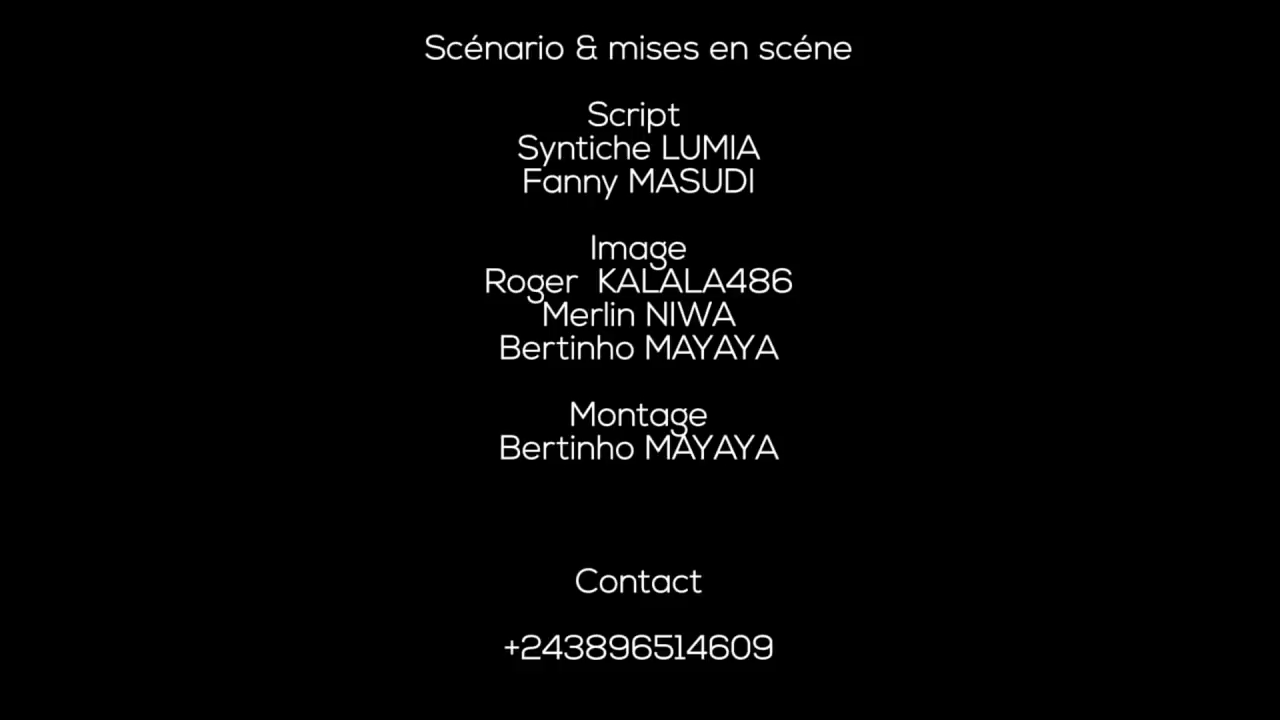 Scénario & mises en scéne
Script
Syntiche LUMIA
Fanny MASUDI
Image
Roger KALALA486
Merlin NIWA
Bertinho MAYAYA
Montage
Bertinho MAYAYA
Contact
+243896514609